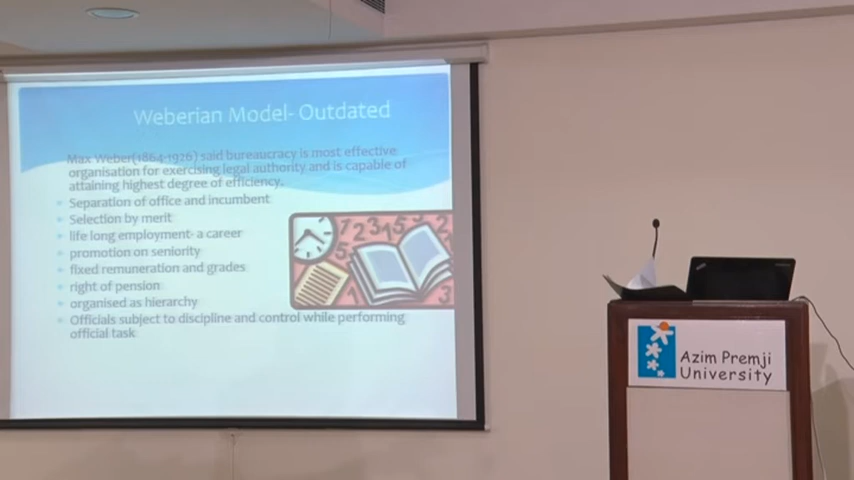 Weberian Model- Outdated
Max Weber(1864-1926) said bureaucracy is most effective
organisation for exercising legal authority and is capable of
attaining highest degree of efficiency.
Separation of office and incumbent
Selection by merit
life long employment- a career
promotion on seniority
fixed remuneration and grades
right of pension
organised as hierarchy
Officials subject to discipline and control while performing
official task
Azim Premji
University